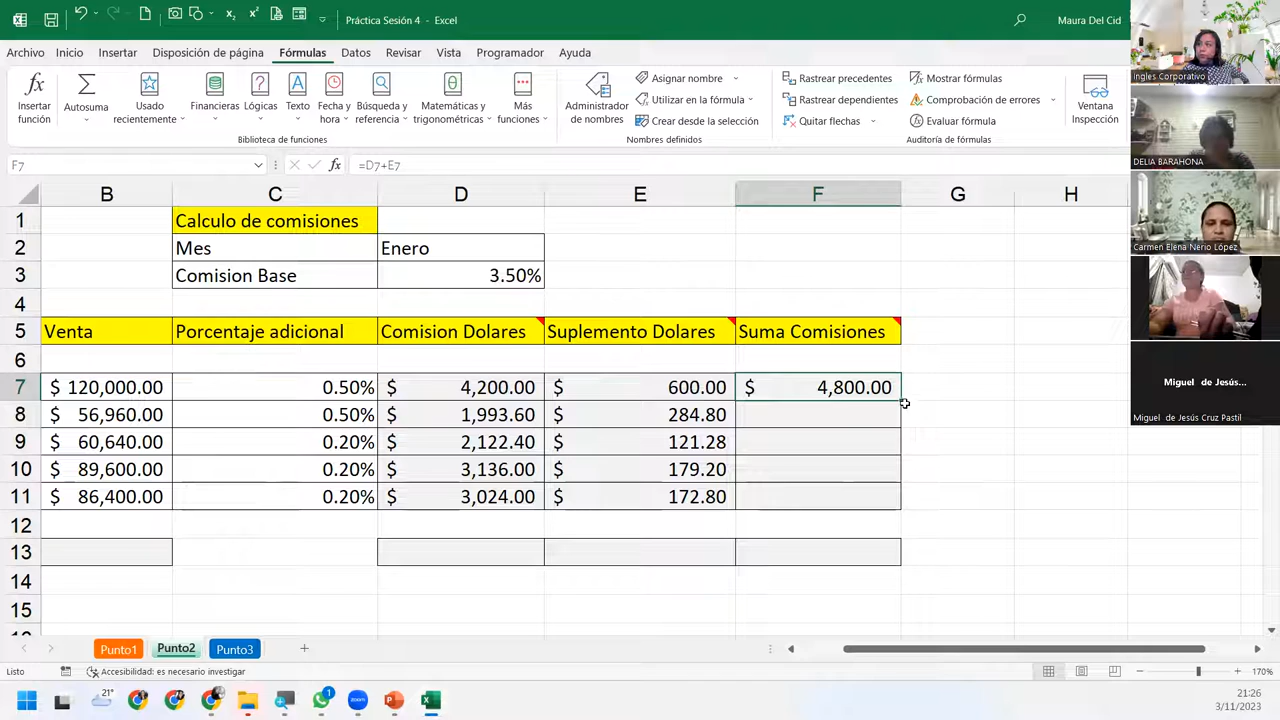 Práctica Sesión 4 - Excel
Maura Del Cid
Archivo Inicio Insertar Disposición de página Fórmulas Datos Revisar Vista Programador Ayuda
Insertar función
Autosuma
Usado recientemente
Financieras
Lógicas
Texto
Fecha y hora
Búsqueda y referencia
Matemáticas y trigonométricas
Más funciones
Biblioteca de funciones
Administrador de nombres
Asignar nombre
Utilizar en la fórmula
Crear desde la selección
Nombres definidos
Rastrear precedentes
Rastrear dependientes
Quitar flechas
Mostrar fórmulas
Comprobación de errores
Evaluar fórmula
Auditoría de fórmulas
Ventana Inspección
F7 fx =D7+E7
B C D E F G H
1 Calculo de comisiones
2 Mes Enero
3 Comision Base 3.50%
4
5 Venta Porcentaje adicional Comision Dolares Suplemento Dolares Suma Comisiones
6
7 $ 120,000.00 0.50% $ 4,200.00 $ 600.00 $ 4,800.00
8 $ 56,960.00 0.50% $ 1,993.60 $ 284.80
9 $ 60,640.00 0.20% $ 2,122.40 $ 121.28
10 $ 89,600.00 0.20% $ 3,136.00 $ 179.20
11 $ 86,400.00 0.20% $ 3,024.00 $ 172.80
12
13
14
15
Punto1 Punto2 Punto3
Listo Accesibilidad: es necesario investigar 170%
21° 1 zoom
21:26
3/11/2023
Ingles Corporativo
DELIA BARAHONA
Carmen Elena Nerio López
Miguel de Jesús...
Miguel de Jesús Cruz Pastil